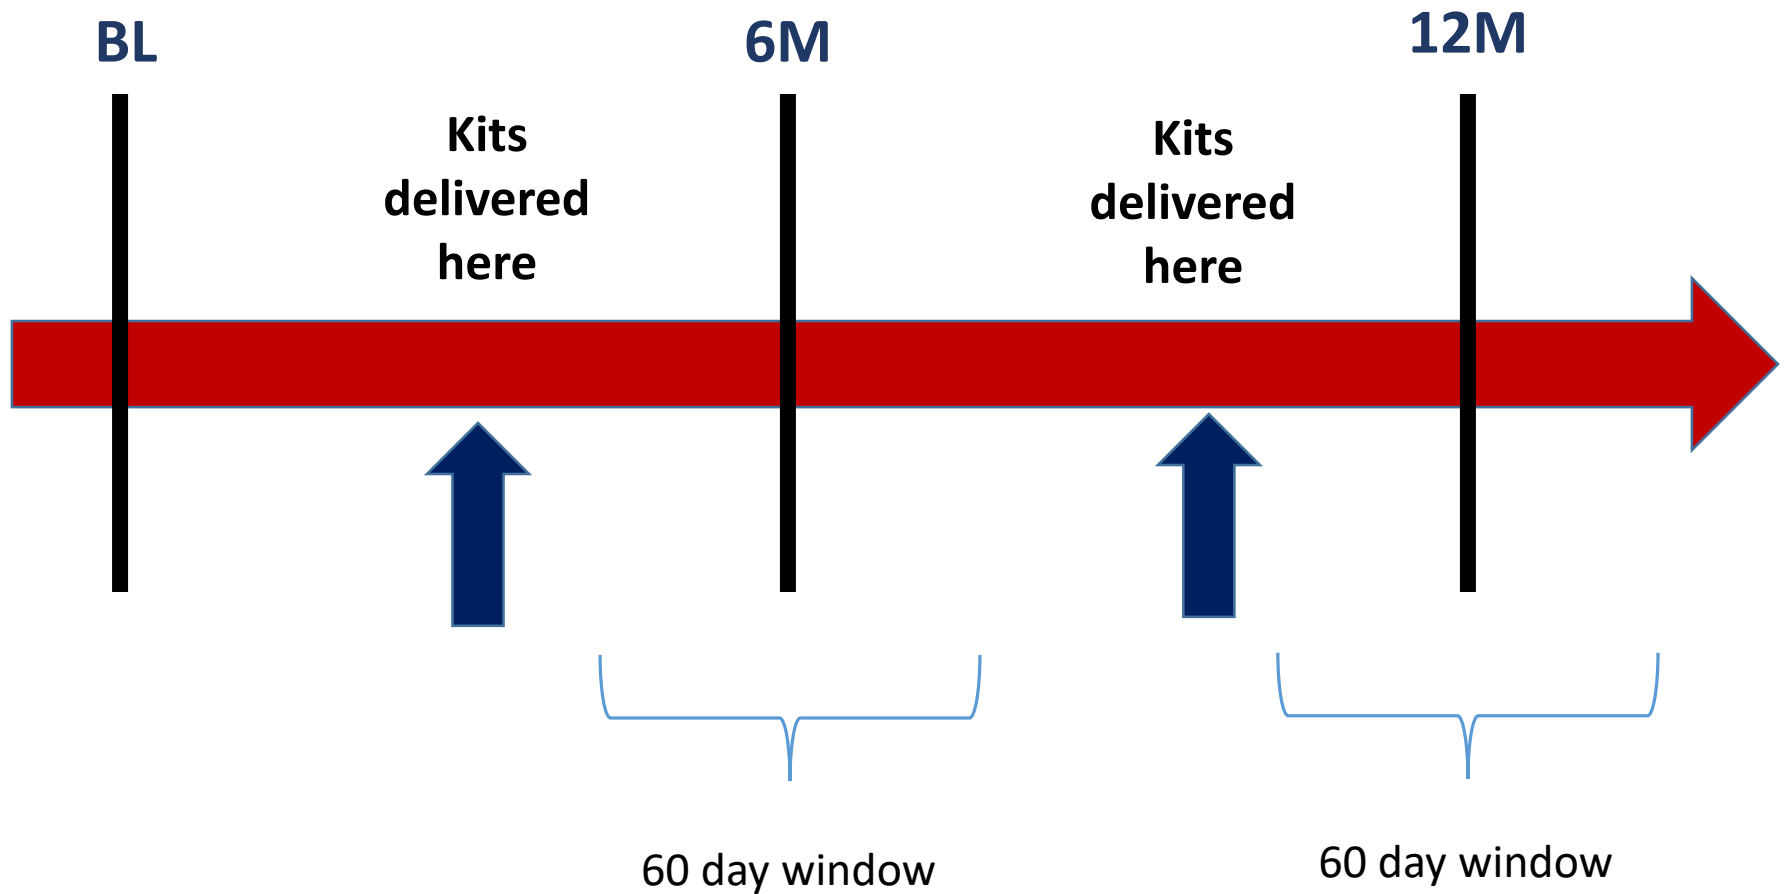 BL
6M
12M
Kits
delivered
here
Kits
delivered
here
60 day window
60 day window